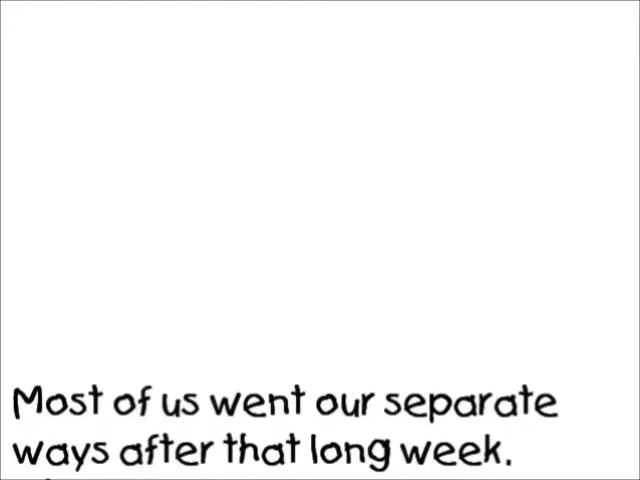 Most of us went our separate
ways after that long week.